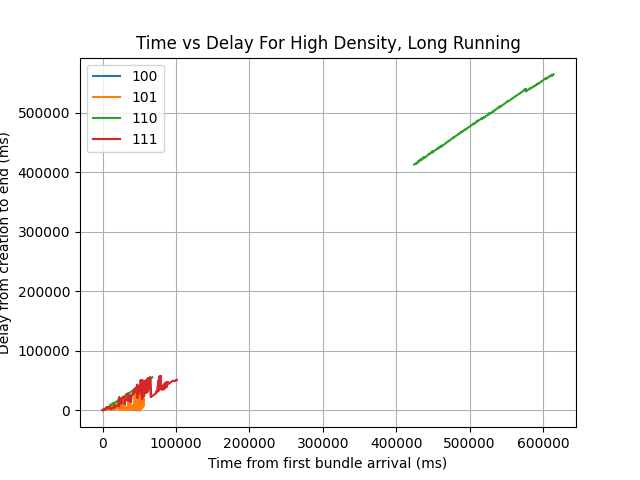 Time vs Delay For High Density, Long Running
100
101
110
111
500000
400000
300000
200000
100000
0
Delay from creation to end (ms)
0 100000 200000 300000 400000 500000 600000
Time from first bundle arrival (ms)